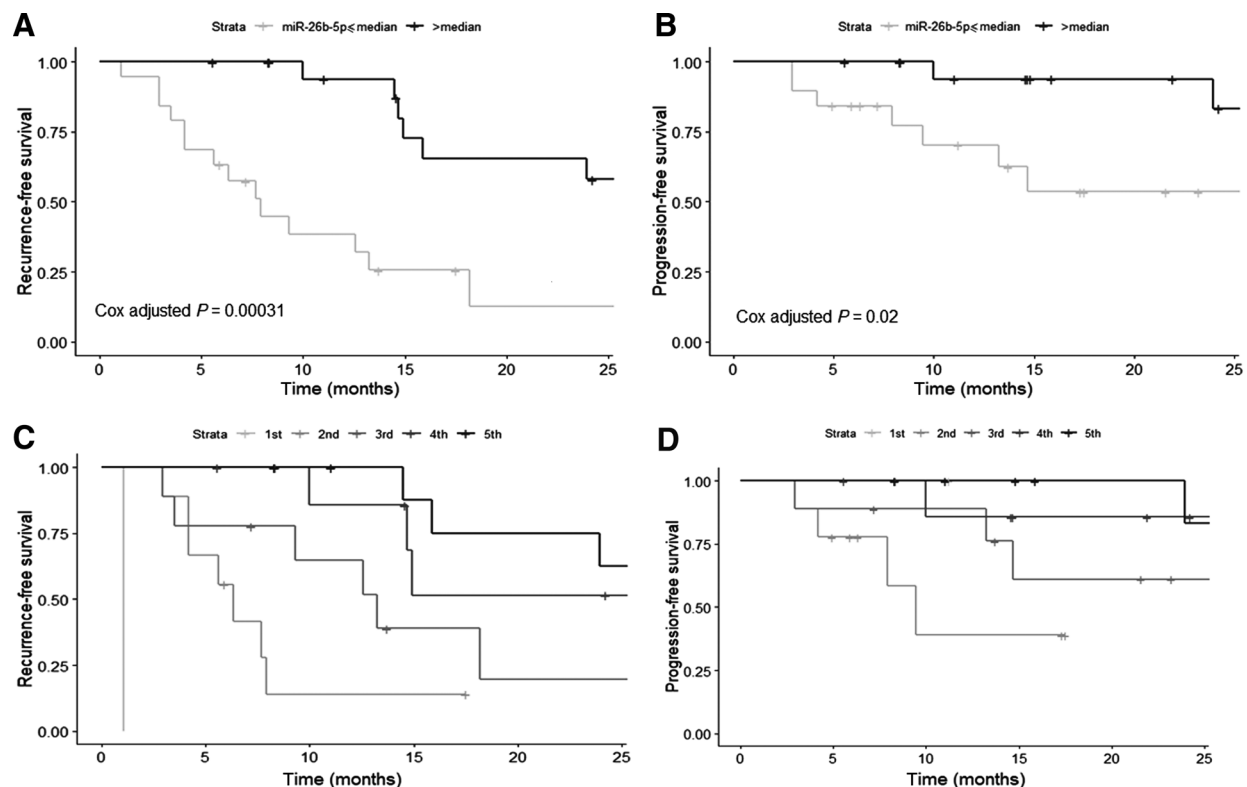 A
Strata miR-26b-5p⩽median >median
Recurrence-free survival
1.00
0.75
0.50
0.25
0.00
Cox adjusted P = 0.00031
0 5 10 15 20 25
Time (months)
B
Strata miR-26b-5p⩽median >median
Progression-free survival
1.00
0.75
0.50
0.25
0.00
Cox adjusted P = 0.02
0 5 10 15 20 25
Time (months)
C
Strata 1st 2nd 3rd 4th 5th
Recurrence-free survival
1.00
0.75
0.50
0.25
0.00
0 5 10 15 20 25
Time (months)
D
Strata 1st 2nd 3rd 4th 5th
Progression-free survival
1.00
0.75
0.50
0.25
0.00
0 5 10 15 20 25
Time (months)